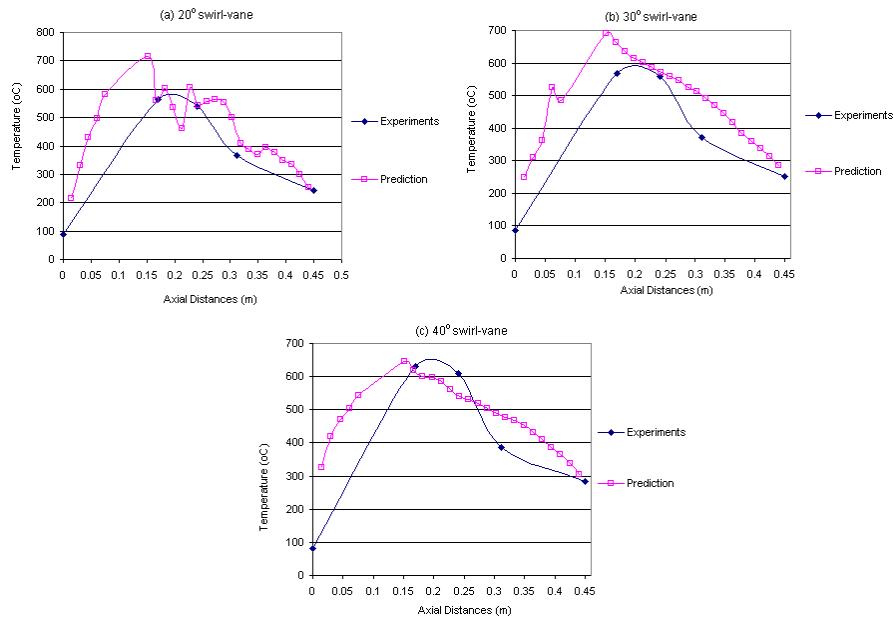 (a) 20° swirl-vane
800
700
600
500
400
300
200
100
0
Temperature (oC)
0 0.05 0.1 0.15 0.2 0.25 0.3 0.35 0.4 0.45 0.5
Axial Distances (m)
Experiments
Prediction
(b) 30° swirl-vane
700
600
500
400
300
200
100
0
Temperature (oC)
0 0.05 0.1 0.15 0.2 0.25 0.3 0.35 0.4 0.45
Axial Distances (m)
Experiments
Prediction
(c) 40° swirl-vane
700
600
500
400
300
200
100
0
Temperature (oC)
0 0.05 0.1 0.15 0.2 0.25 0.3 0.35 0.4 0.45
Axial Distances (m)
Experiments
Prediction